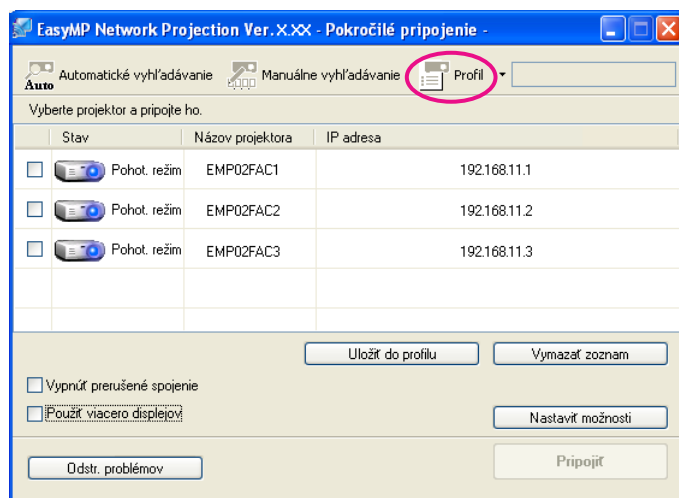 EasyMP Network Projection Ver.X.XX - Pokročilé pripojenie -
Auto Automatické vyhľadávanie Manuálne vyhľadávanie Profil
Vyberte projektor a pripojte ho.
Stav Názov projektora IP adresa
Pohot. režim EMP02FAC1 192.168.11.1
Pohot. režim EMP02FAC2 192.168.11.2
Pohot. režim EMP02FAC3 192.168.11.3
Uložiť do profilu Vymazať zoznam
Vypnúť prerušené spojenie
Použiť viacero displejov
Nastaviť možnosti
Odstr. problémov Pripojiť